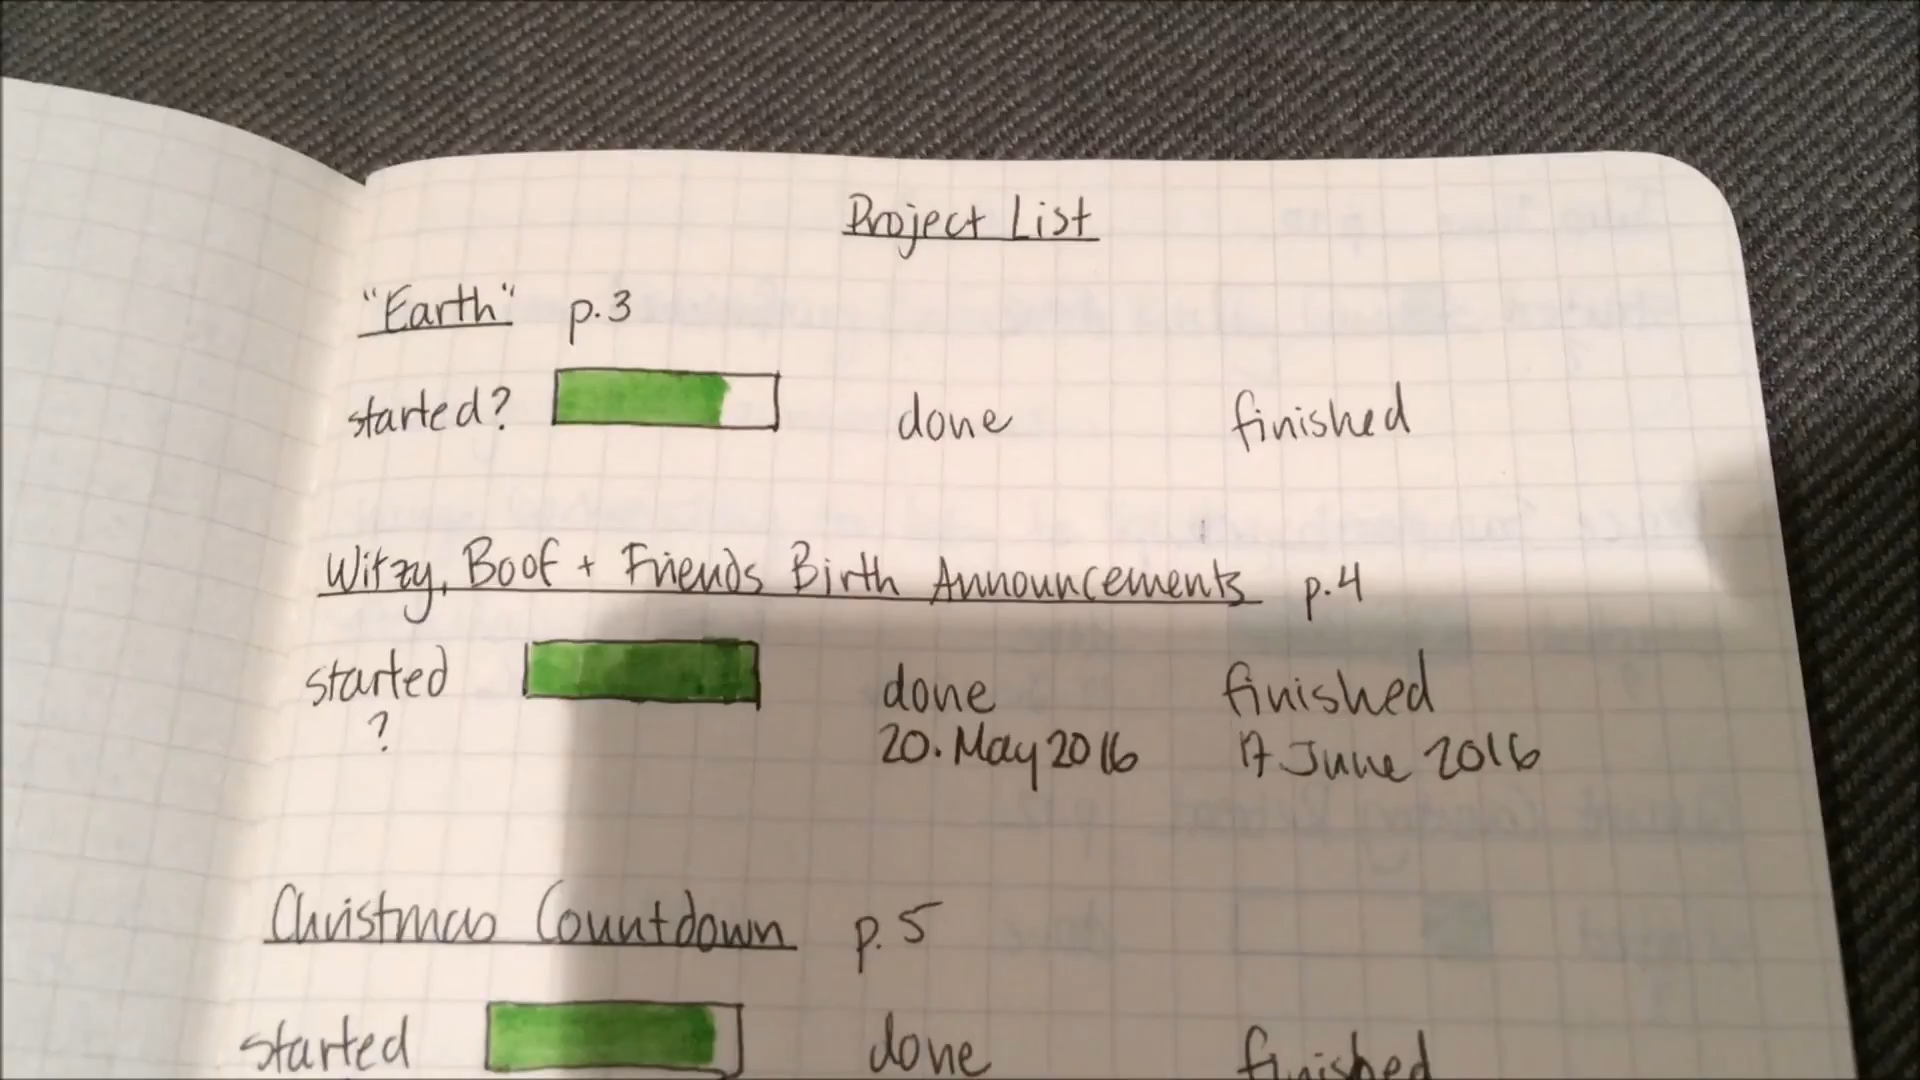 Project List
"Earth" p.3
started? done finished
Witzy, Boof + Friends Birth Announcements p.4
started done finished
? 20. May 2016 17 June 2016
Christmas Countdown p. 5
started done finished